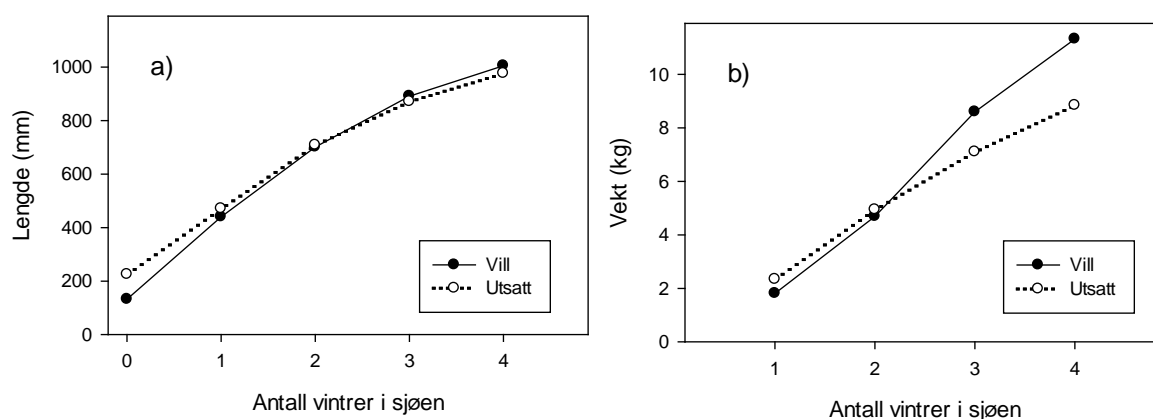 a)
Lengde (mm)
1000
800
600
400
200
0
0 1 2 3 4
Antall vintrer i sjøen
Vill
Utsatt
b)
Vekt (kg)
10
8
6
4
2
0
1 2 3 4
Antall vintrer i sjøen
Vill
Utsatt